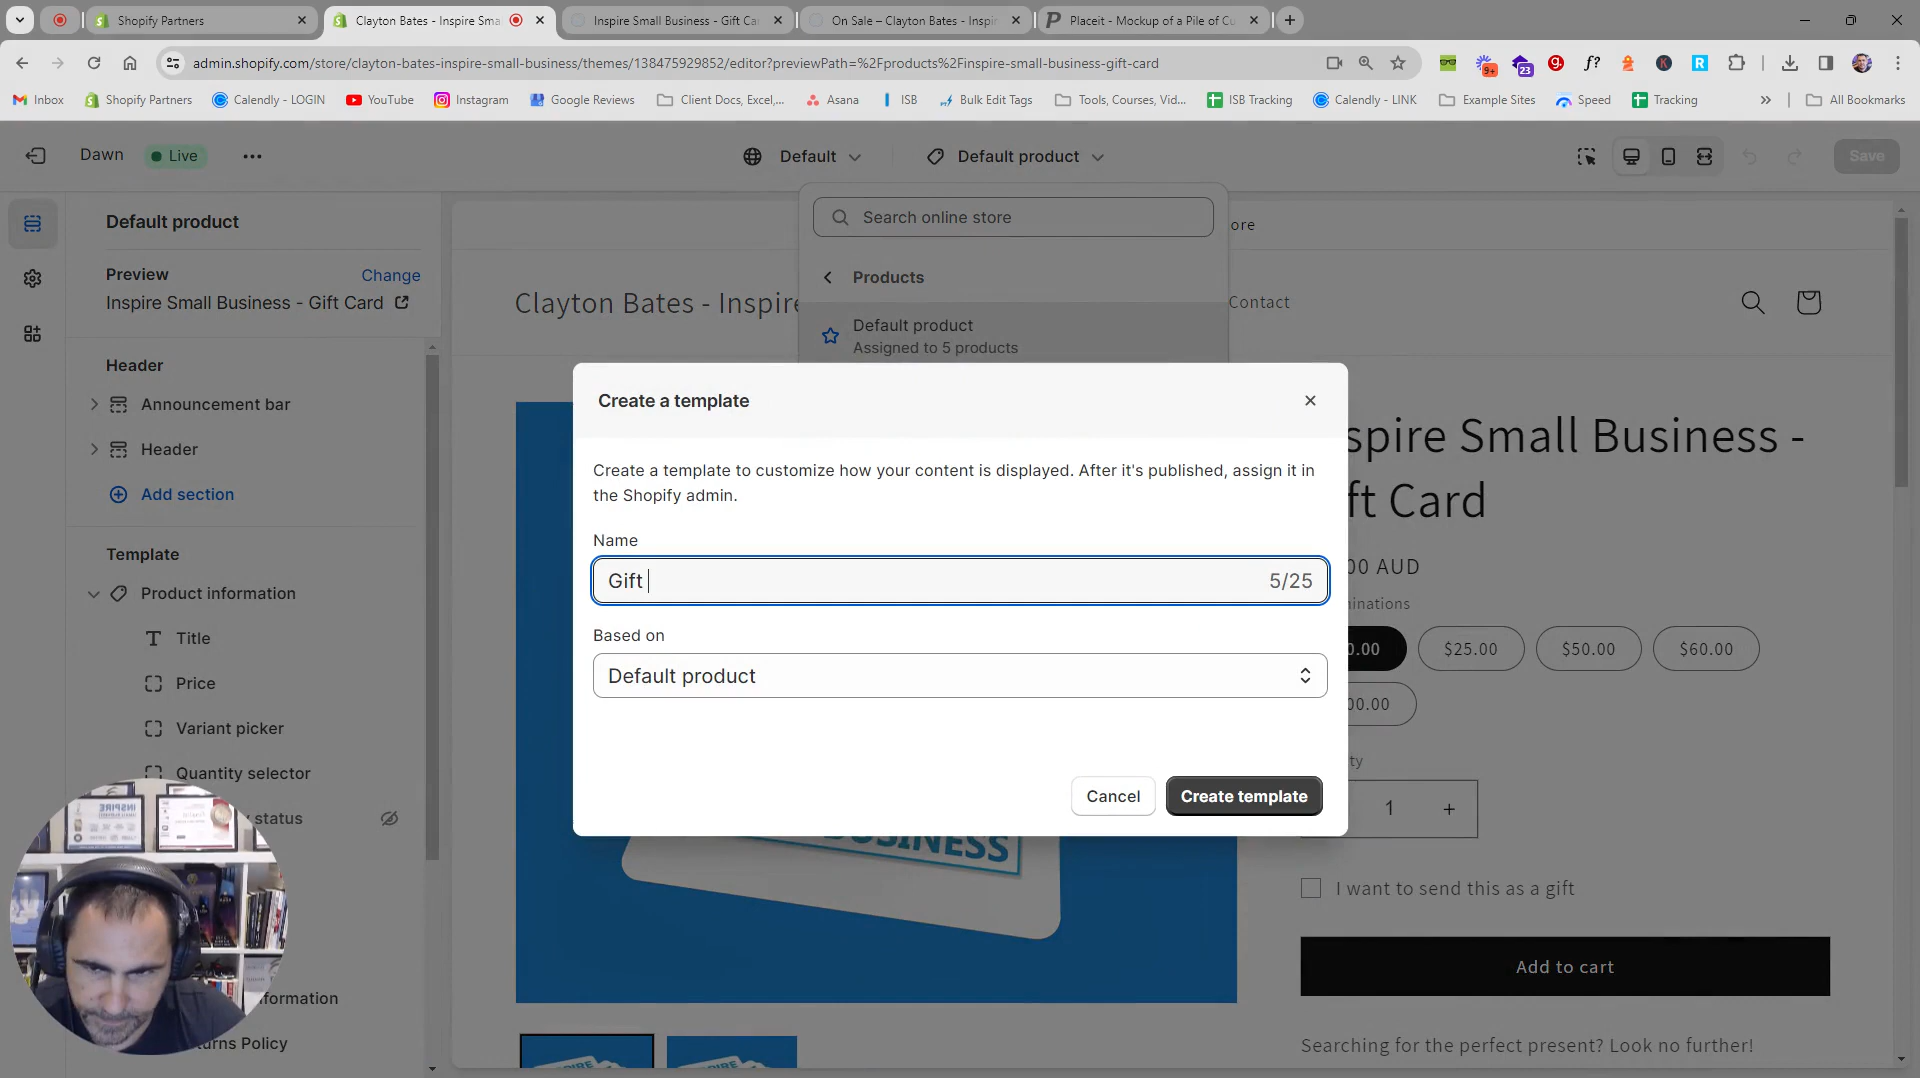 Shopify Partners
Clayton Bates - Inspire Sma
Inspire Small Business - Gift Ca
On Sale – Clayton Bates - Inspir
Placeit - Mockup of a Pile of Cu
admin.shopify.com/store/clayton-bates-inspire-small-business/themes/138475929852/editor?previewPath=%2Fproducts%2Finspire-small-business-gift-card
9+
23
Inbox
Shopify Partners
Calendly - LOGIN
YouTube
Instagram
Google Reviews
Client Docs, Excel,...
Asana
ISB
Bulk Edit Tags
Tools, Courses, Vid...
ISB Tracking
Calendly - LINK
Example Sites
Speed
Tracking
All Bookmarks
Dawn
Live
Default
Default product
Save
Default product
Preview
Change
Inspire Small Business - Gift Card
Header
Announcement bar
Header
Add section
Template
Product information
Title
Price
Variant picker
Quantity selector
status
formation
urns Policy
Search online store
Products
Default product
Assigned to 5 products
ore
Clayton Bates - Inspire
Contact
Create a template
Create a template to customize how your content is displayed. After it's published, assign it in
the Shopify admin.
Name
Gift
5/25
Based on
Default product
Cancel
Create template
spire Small Business -
ft Card
00 AUD
inations
0.00
$25.00
$50.00
$60.00
00.00
ty
1
+
I want to send this as a gift
Add to cart
Searching for the perfect present? Look no further!
BUSINESS
INSPIRE